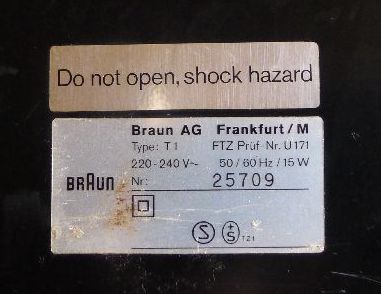 Do not open, shock hazard
Braun AG Frankfurt / M
Type: T 1 FTZ Prüf-Nr. U 171
220-240 V~ 50 / 60 Hz / 15 W
BRAUN Nr: 25709
S +S 121